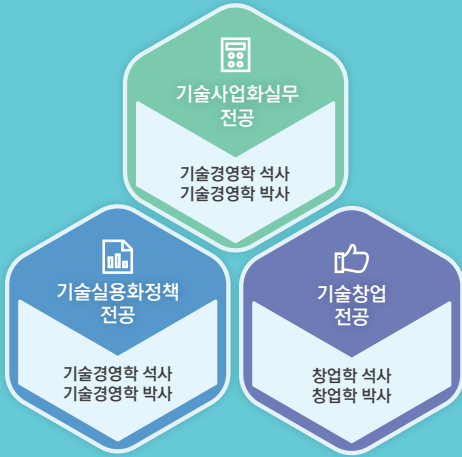 기술사업화실무
전공
기술경영학 석사
기술경영학 박사
기술실용화정책
전공
기술경영학 석사
기술경영학 박사
기술창업
전공
창업학 석사
창업학 박사